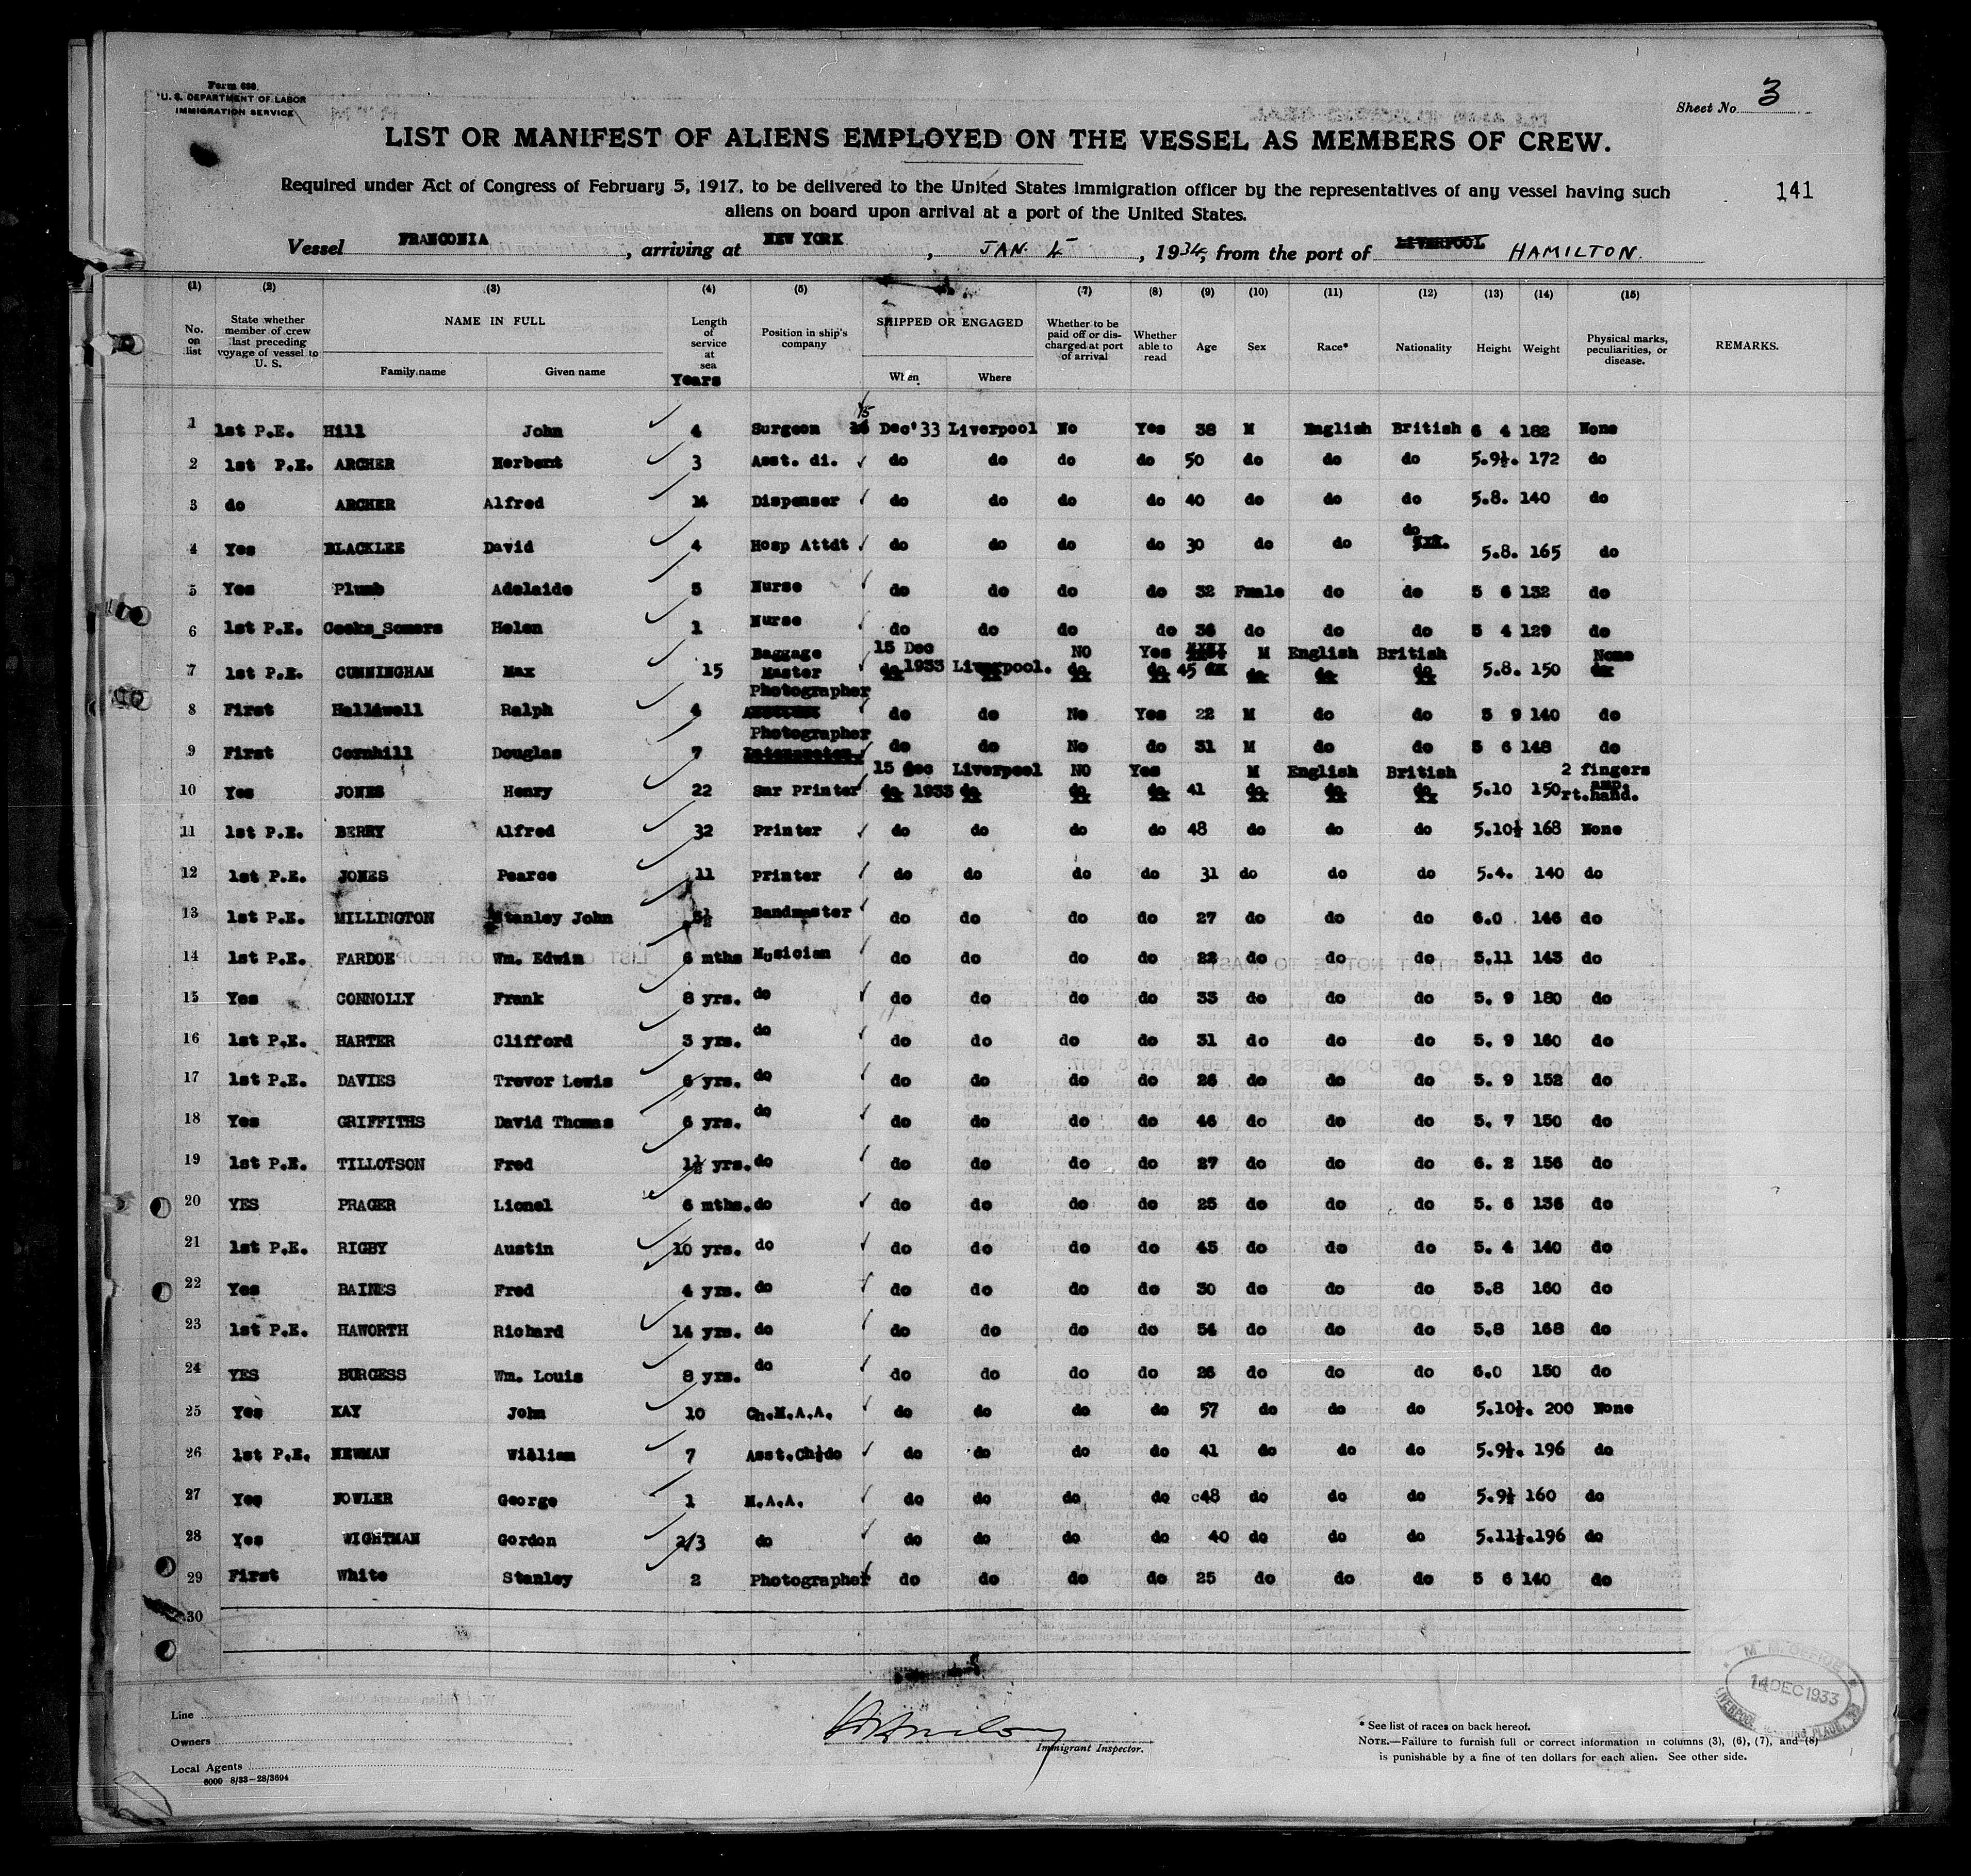 Form 680.
U. S. DEPARTMENT OF LABOR
IMMIGRATION SERVICE
Sheet No. 3
LIST OR MANIFEST OF ALIENS EMPLOYED ON THE VESSEL AS MEMBERS OF CREW.
Required under Act of Congress of February 5, 1917, to be delivered to the United States immigration officer by the representatives of any vessel having such
141
aliens on board upon arrival at a port of the United States.
Vessel FRANCONIA, arriving at NEW YORK, JAN. 4, 1934, from the port of LIVERPOOL HAMILTON.
(1) (2) (3) (4) (5) (6) (7) (8) (9) (10) (11) (12) (13) (14) (15)
No. on list State whether member of crew last preceding voyage of vessel to U. S. NAME IN FULL Family name Given name Length of service at sea Years Position in ship's company SHIPPED OR ENGAGED When Where Whether to be paid off or discharged at port of arrival Whether able to read Age Sex Race* Nationality Height Weight Physical marks, peculiarities, or disease. REMARKS.
1 1st P.E. Hill John 4 Surgeon 15 Dec'33 Liverpool No Yes 38 M English British 6 4 182 None
2 1st P.E. ARCHER Herbert 3 Asst. di. do do do do 50 do do do 5.9½. 172 do
3 do ARCHER Alfred 14 Dispenser do do do do 40 do do do 5.8. 140 do
4 Yes BLACKLEE David 4 Hosp Attdt do do do do 30 do do do 5.8. 165 do
5 Yes Plumb Adelaide 5 Nurse do do do do 32 Fmale do do 5 6 132 do
6 1st P.E. Cocks_Somers Helen 1 Nurse do do do do 36 do do do 5 4 129 do
7 1st P.E. CUNNINGHAM Max 15 Baggage Master 15 Dec 1933 Liverpool. NO Yes 45 M English British 5.8. 150 None
8 First Halliwell Ralph 4 Photographer do do No Yes 22 M do do 5 9 140 do
9 First Cornhill Douglas 7 Photographer do do No do 31 M do do 5 6 148 do
10 Yes JONES Henry 22 Snr Printer 15 dec 1933 Liverpool NO Yes 41 M English British 5.10 150 2 fingers amp. rt.hand.
11 1st P.E. BERRY Alfred 32 Printer do do do do 48 do do do 5.10½ 168 None
12 1st P.E. JONES Pearce 11 Printer do do do do 31 do do do 5.4. 140 do
13 1st P.E. MILLINGTON Stanley John 5½ Bandmaster do do do do 27 do do do 6.0 146 do
14 1st P.E. FARDOE Wm. Edwin 6 mths Musician do do do do 22 do do do 5.11 143 do
15 Yes CONNOLLY Frank 8 yrs. do do do do do 33 do do do 5. 9 180 do
16 1st P.E. HARTER Clifford 3 yrs. do do do do do 31 do do do 5. 9 160 do
17 1st P.E. DAVIES Trevor Lewis 6 yrs. do do do do do 26 do do do 5. 9 152 do
18 Yes GRIFFITHS David Thomas 6 yrs. do do do do do 46 do do do 5. 7 150 do
19 1st P.E. TILLOTSON Fred 1½ yrs. do do do do do 27 do do do 6. 2 156 do
20 YES PRAGER Lionel 6 mths. do do do do do 25 do do do 5. 6 136 do
21 1st P.E. RIGBY Austin 10 yrs. do do do do do 45 do do do 5. 4 140 do
22 Yes BAINES Fred 4 yrs. do do do do do 30 do do do 5.8 160 do
23 1st P.E. HAWORTH Richard 14 yrs. do do do do do 54 do do do 5.8 168 do
24 YES BURGESS Wm. Louis 8 yrs. do do do do do 26 do do do 6.0 150 do
25 Yes KAY John 10 Ch.M.A.A. do do do do 57 do do do 5.10½. 200 None
26 1st P.E. NEWMAN William 7 Asst.Ch.do do do do do 41 do do do 5.9½. 196 do
27 Yes FOWLER George 1 M.A.A. do do do do 48 do do do 5.9½ 160 do
28 Yes WIGHTMAN Gordon 2/3 do do do do do 40 do do do 5.11½.196 do
29 First White Stanley 2 Photographer do do do do 25 do do do 5 6 140 do
30
Line
Owners
Local Agents
6000 8/33—28/3694
Immigrant Inspector.
* See list of races on back hereof.
NOTE.—Failure to furnish full or correct information in columns (3), (6), (7), and (8)
is punishable by a fine of ten dollars for each alien. See other side.
14 DEC 1933